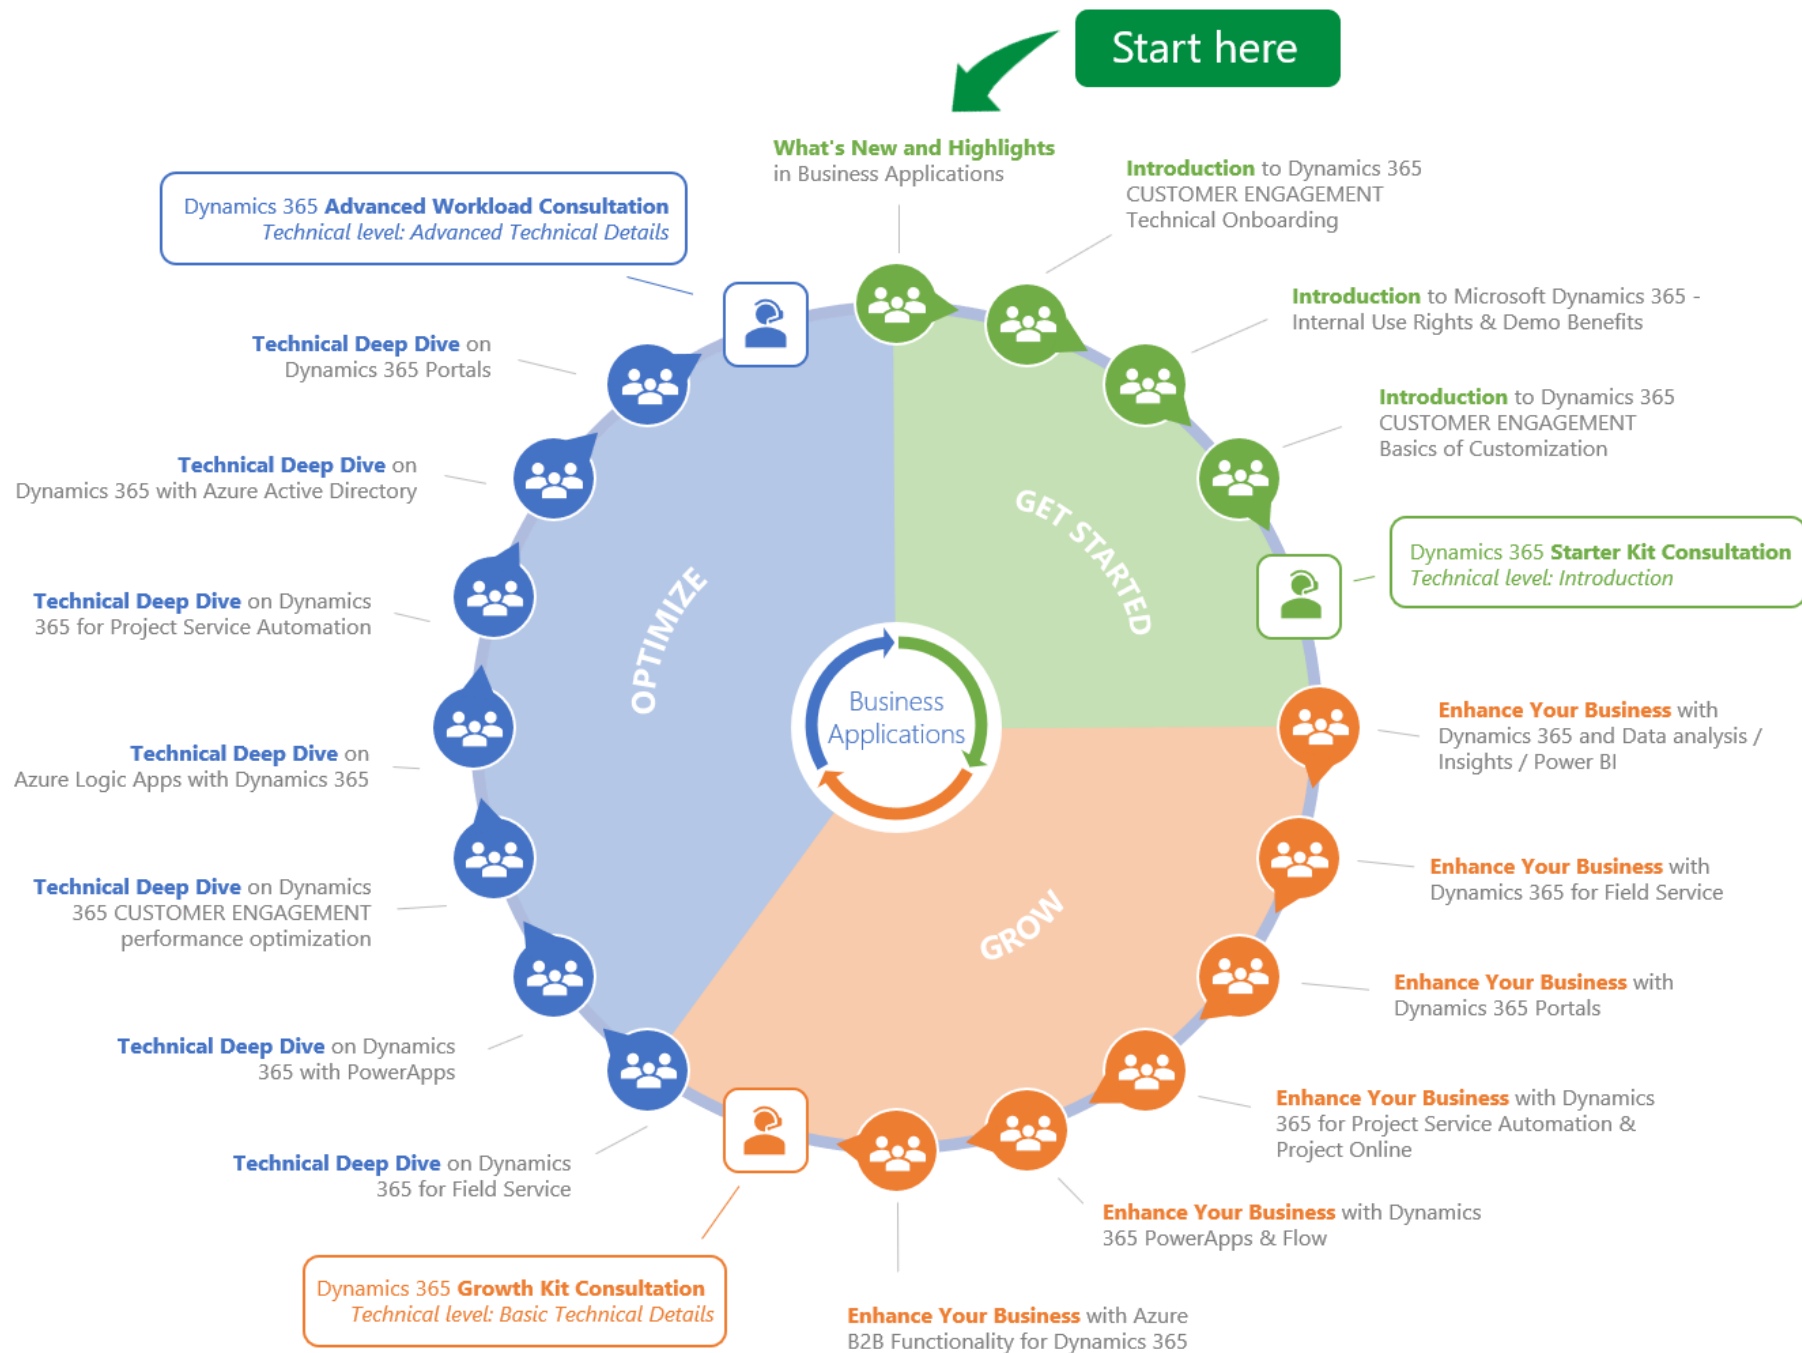 Start here
What's New and Highlights
in Business Applications
Introduction to Dynamics 365
CUSTOMER ENGAGEMENT
Technical Onboarding
Introduction to Microsoft Dynamics 365 -
Internal Use Rights & Demo Benefits
Introduction to Dynamics 365
CUSTOMER ENGAGEMENT
Basics of Customization
Dynamics 365 Starter Kit Consultation
Technical level: Introduction
Enhance Your Business with
Dynamics 365 and Data analysis /
Insights / Power BI
Enhance Your Business with
Dynamics 365 for Field Service
Enhance Your Business with
Dynamics 365 Portals
Enhance Your Business with Dynamics
365 for Project Service Automation &
Project Online
Enhance Your Business with Dynamics
365 PowerApps & Flow
Enhance Your Business with Azure
B2B Functionality for Dynamics 365
Dynamics 365 Growth Kit Consultation
Technical level: Basic Technical Details
Technical Deep Dive on Dynamics
365 for Field Service
Technical Deep Dive on Dynamics
365 with PowerApps
Technical Deep Dive on Dynamics
365 CUSTOMER ENGAGEMENT
performance optimization
Technical Deep Dive on
Azure Logic Apps with Dynamics 365
Technical Deep Dive on Dynamics
365 for Project Service Automation
Technical Deep Dive on
Dynamics 365 with Azure Active Directory
Technical Deep Dive on
Dynamics 365 Portals
Dynamics 365 Advanced Workload Consultation
Technical level: Advanced Technical Details
GET STARTED
GROW
OPTIMIZE
Business
Applications